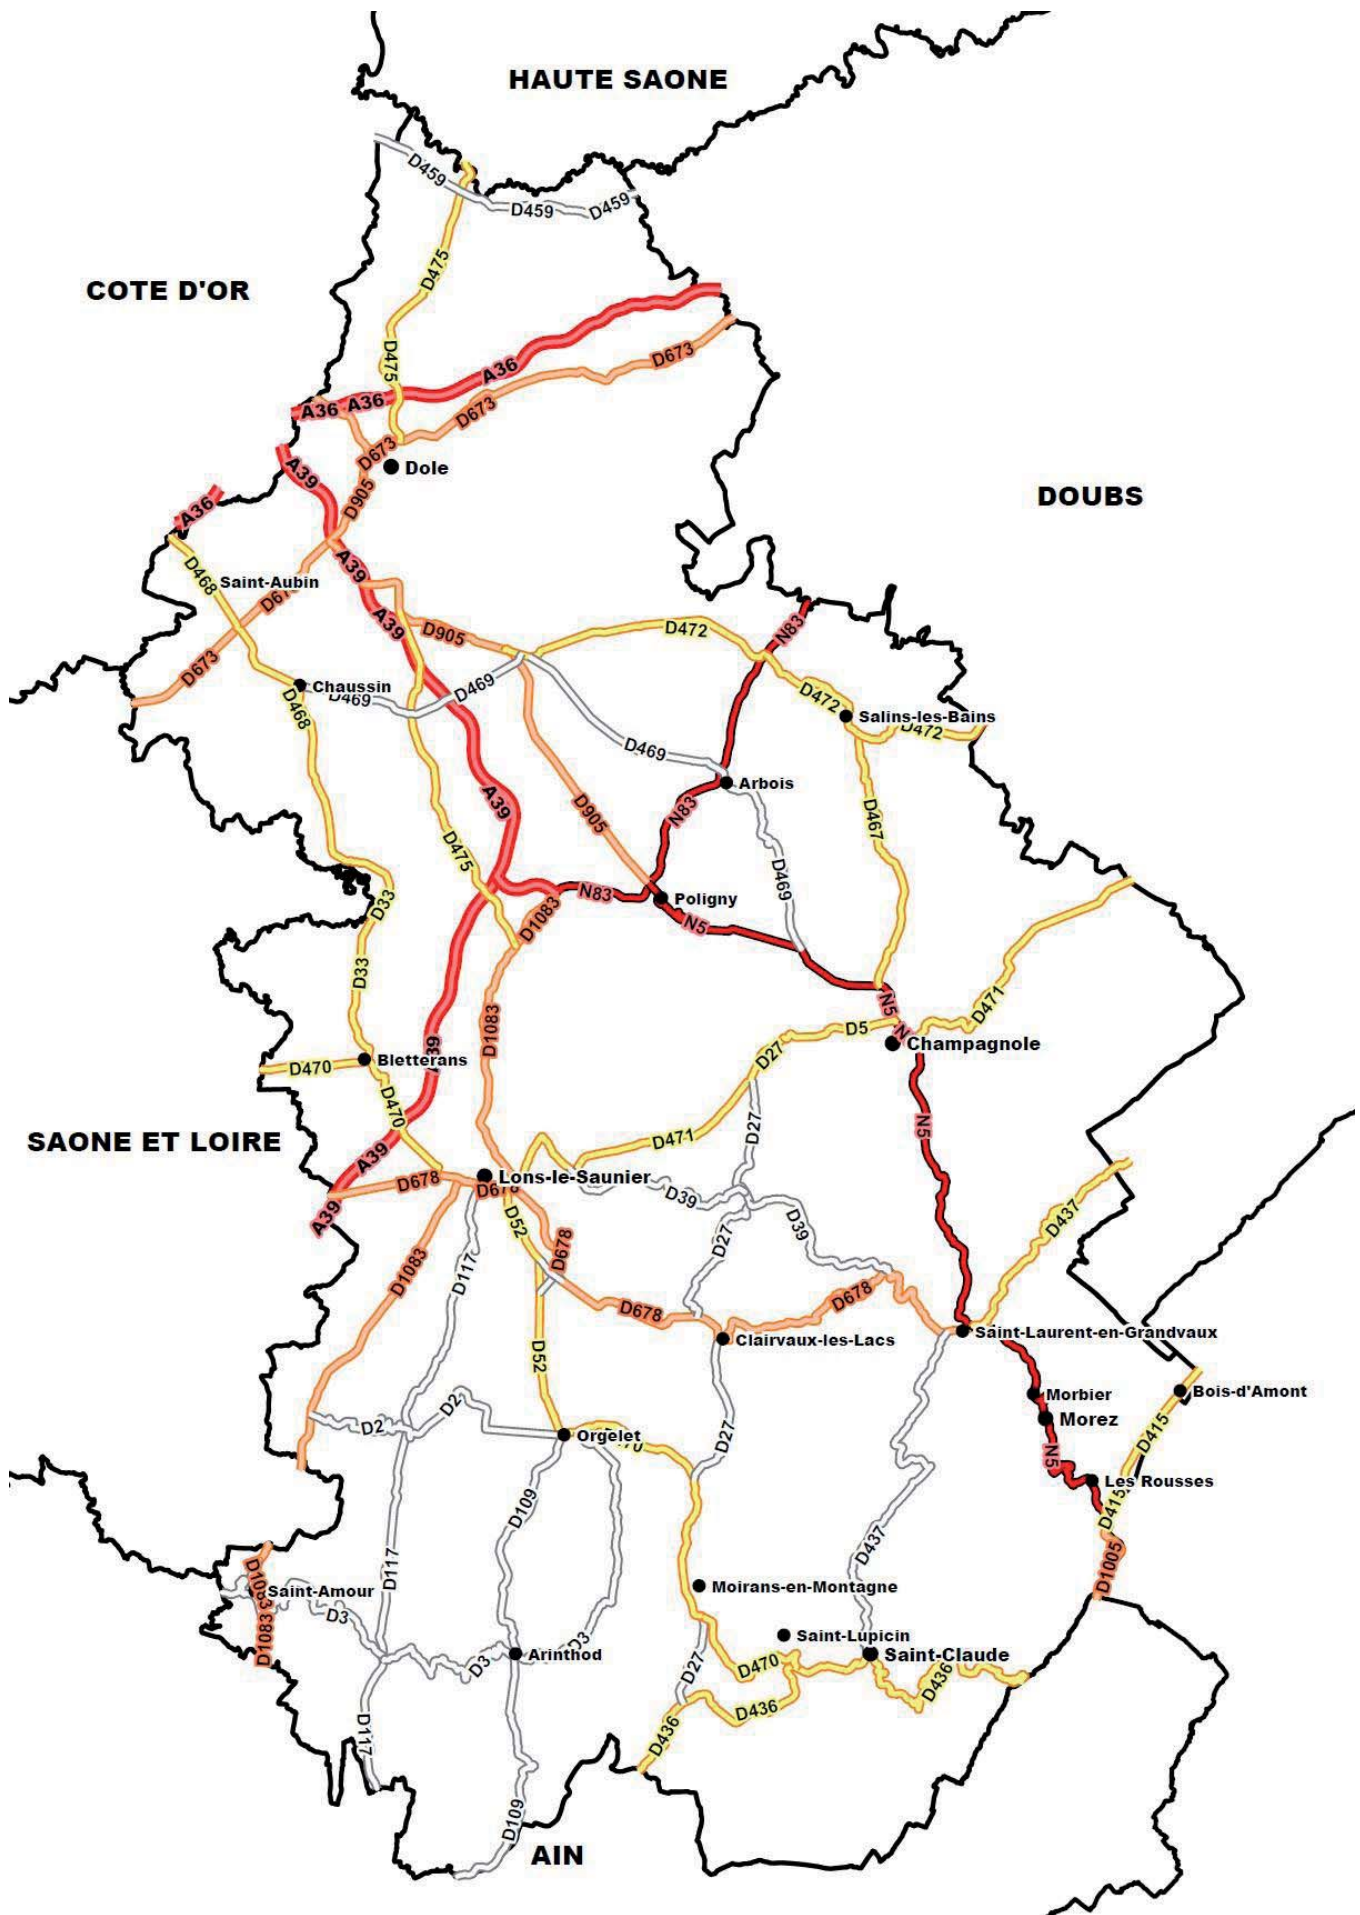 HAUTE SAONE
D459
D459
D459
D475
COTE D'OR
D475
D673
A36
A36
A36
D673
D673
A39
Dole
D905
A36
DOUBS
A39
D468
Saint-Aubin
A39
D905
D472
N83
D673
Chaussin
D469
D469
D468
D472
Salins-les-Bains
D472
D469
Arbois
A39
D905
N83
D467
D475
D469
N83
Poligny
D33
D1083
N5
D33
N5
D471
D1083
D5
Champagnole
A39
Bletterans
D27
D470
D470
N5
D27
SAONE ET LOIRE
D471
A39
D678
Lons-le-Saunier
D39
A39
D52
D39
D437
D678
D27
D1083
D117
D678
D678
Clairvaux-les-Lacs
Saint-Laurent-en-Grandvaux
D52
Morbier
Bois-d'Amont
D2
D2
Morez
Orgelet
D27
D415
N5
Les Rousses
D109
D415
D437
D117
D1005
D1083
Saint-Amour
Moirans-en-Montagne
D3
D1083
Saint-Lupicin
D3
Arinthod
D3
Saint-Claude
D470
D27
D436
D436
D436
D117
D109
AIN